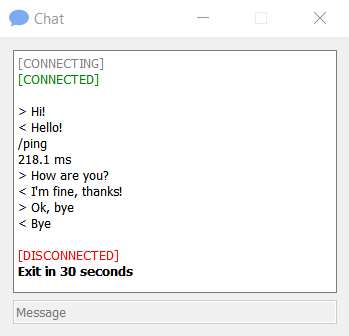 Chat
[CONNECTING]
[CONNECTED]
> Hi!
< Hello!
/ping
218.1 ms
> How are you?
< I'm fine, thanks!
> Ok, bye
< Bye
[DISCONNECTED]
Exit in 30 seconds
Message